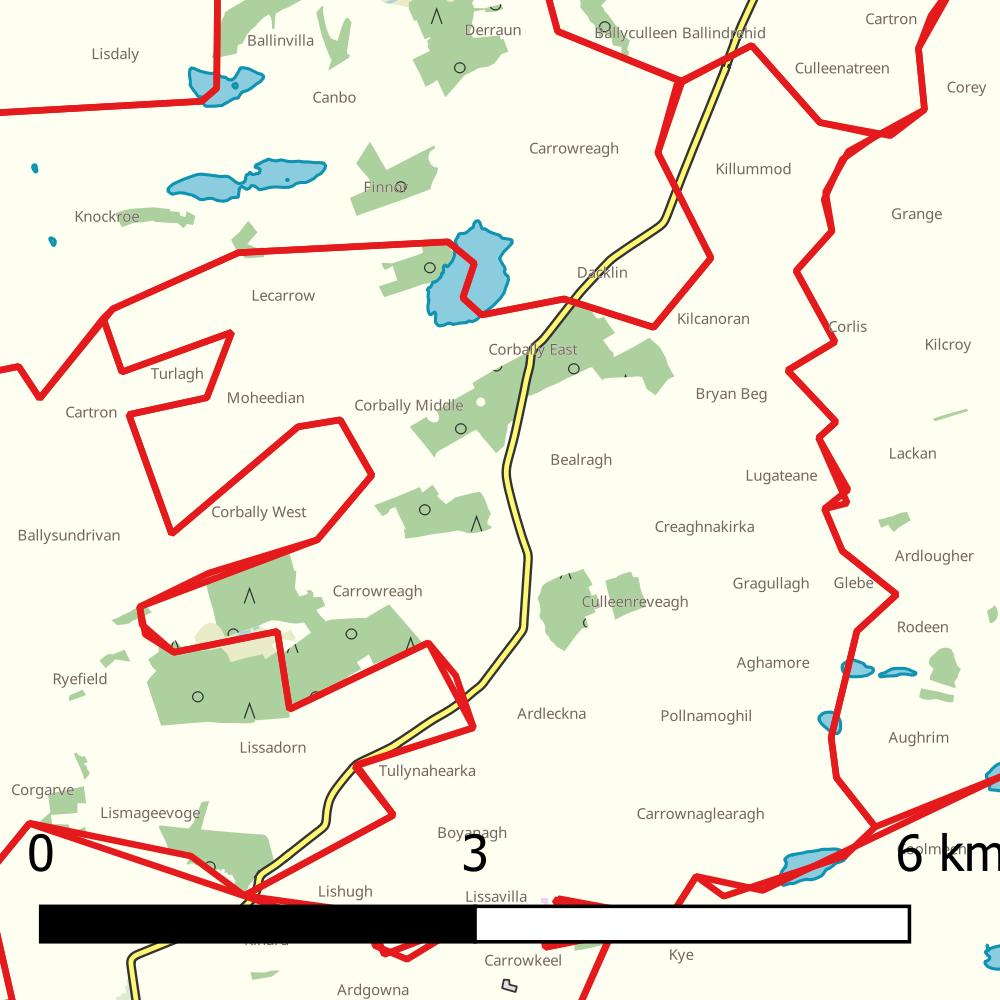 Cartron
Derraun
Ballyculleen Ballindrehid
Ballinvilla
Lisdaly
Culleenatreen
Corey
Canbo
Carrowreagh
Killummod
Finnor
Knockroe
Grange
Dacklin
Lecarrow
Kilcanoran
Corlis
Kilcroy
Corbally East
Turlagh
Moheedian
Bryan Beg
Cartron
Corbally Middle
Lackan
Bealragh
Lugateane
Corbally West
Creaghnakirka
Ballysundrivan
Ardlougher
Gragullagh
Glebe
Carrowreagh
Culleenreveagh
Rodeen
Aghamore
Ryefield
Ardleckna
Pollnamoghil
Aughrim
Lissadorn
Tullynahearka
Corgarve
Lismageevoge
Carrownaglearagh
Boyanagh
0 3 6 km
Lishugh
Lissavilla
Kye
Carrowkeel
Ardgowna